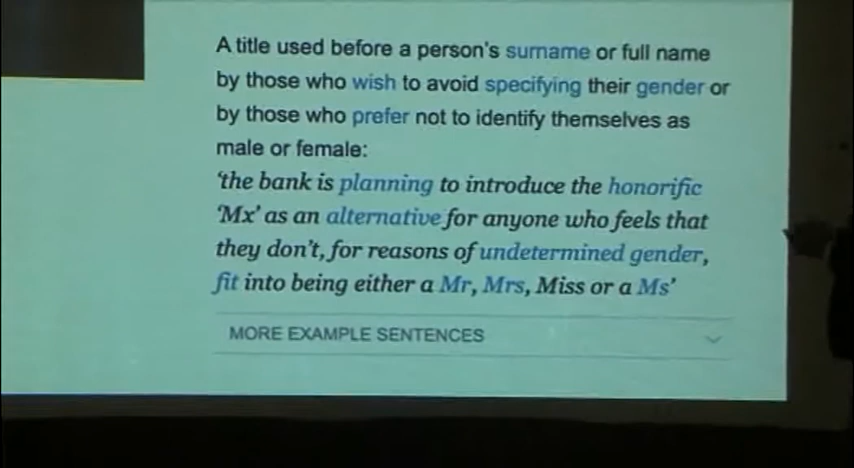 A title used before a person's surname or full name
by those who wish to avoid specifying their gender or
by those who prefer not to identify themselves as
male or female:
‘the bank is planning to introduce the honorific
‘Mx’ as an alternative for anyone who feels that
they don't, for reasons of undetermined gender,
fit into being either a Mr, Mrs, Miss or a Ms’
MORE EXAMPLE SENTENCES